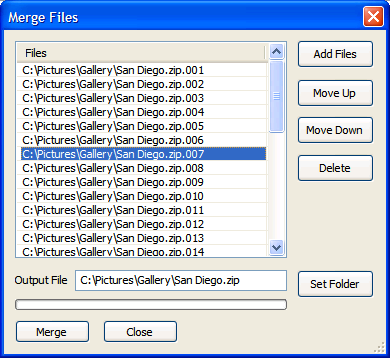 Merge Files
Files
C:\Pictures\Gallery\San Diego.zip.001
C:\Pictures\Gallery\San Diego.zip.002
C:\Pictures\Gallery\San Diego.zip.003
C:\Pictures\Gallery\San Diego.zip.004
C:\Pictures\Gallery\San Diego.zip.005
C:\Pictures\Gallery\San Diego.zip.006
C:\Pictures\Gallery\San Diego.zip.007
C:\Pictures\Gallery\San Diego.zip.008
C:\Pictures\Gallery\San Diego.zip.009
C:\Pictures\Gallery\San Diego.zip.010
C:\Pictures\Gallery\San Diego.zip.011
C:\Pictures\Gallery\San Diego.zip.012
C:\Pictures\Gallery\San Diego.zip.013
C:\Pictures\Gallery\San Diego.zip.014
Add Files
Move Up
Move Down
Delete
Output File C:\Pictures\Gallery\San Diego.zip Set Folder
Merge Close